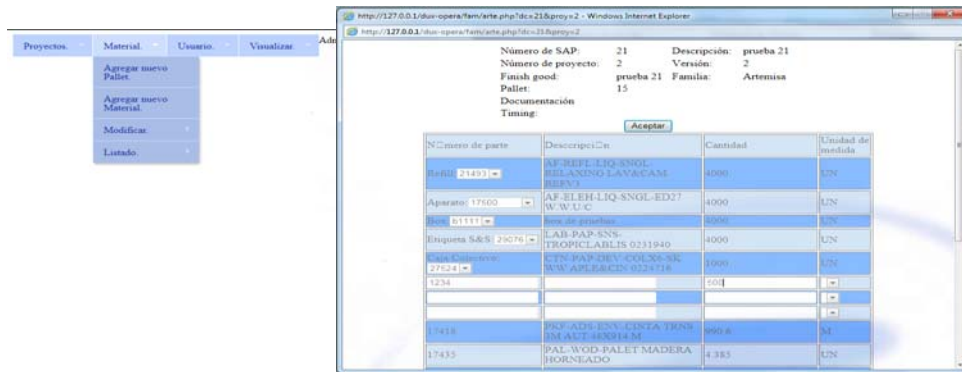 Proyectos. Material. Usuario. Visualizar.
Agregar nuevo
Pallet.
Agregar nuevo
Material.
Modificar.
Listado.
http://127.0.0.1/dux-opera/fam/arte.php?dc=21&proy=2 - Windows Internet Explorer
http://127.0.0.1/dux-opera/fam/arte.php?dc=21&proy=2
Número de SAP: 21 Descripción: prueba 21
Número de proyecto: 2 Versión: 2
Finish good: prueba 21 Familia: Artemisa
Pallet: 15
Documentación
Timing:
Aceptar
N□mero de parte Desccripci□n Cantidad Unidad de
medida
Refill: 21493 AF-REFL-LIQ-SNGL-
RELAXING LAV&CAM
REFV3 4000 UN
Aparato: 17600 AF-ELEH-LIQ-SNGL-ED27
W.W.U/C 4000 UN
Box: 61111 box de pruebas 4000 UN
Etiqueta S&S: 29076 LAB-PAP-SNS-
TROPICLABLIS 0231940 4000 UN
Caja Colectiva:
27624 CTN-PAP-DEV-COLX6-SK
WW APLE&CIN 0224716 1000 UN
1234 500
17418 PKF-ADS-ENV-CINTA TRNS
3M AUT 48X914 M 990.6 M
17435 PAL-WOD-PALET MADERA
HORNEADO 4.385 UN